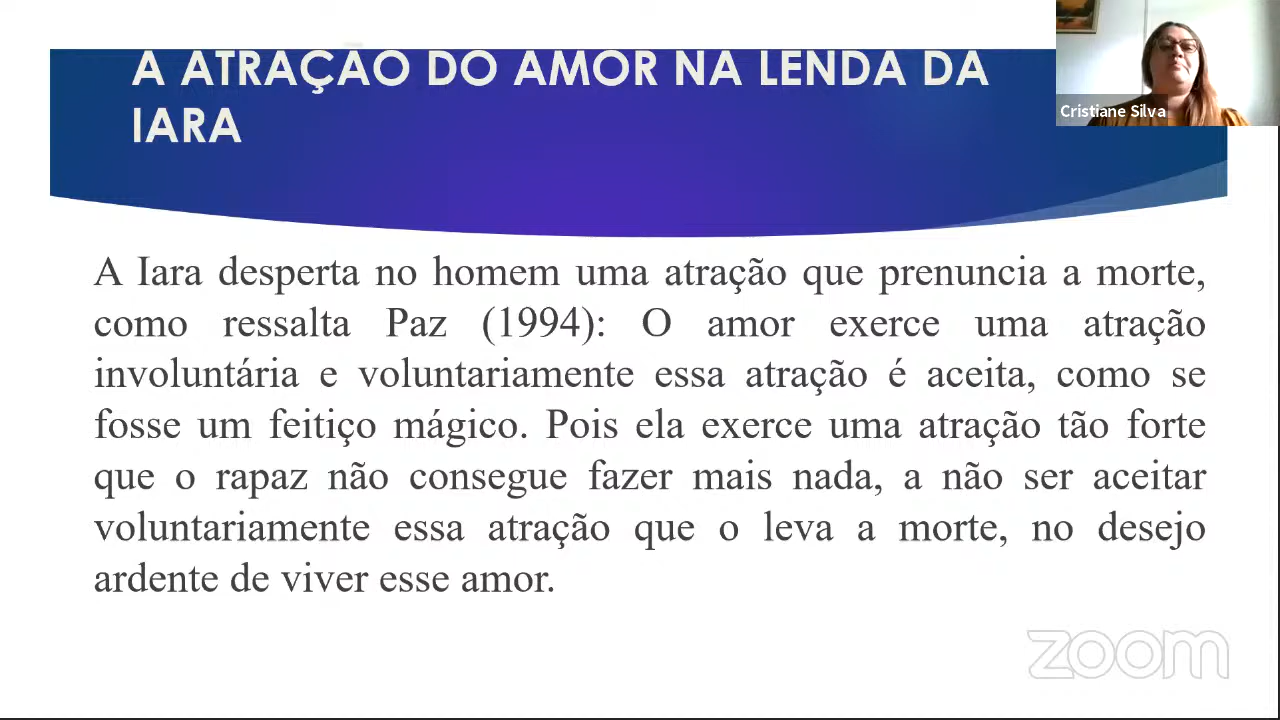 A ATRAÇÃO DO AMOR NA LENDA DA
IARA
Cristiane Silva
A Iara desperta no homem uma atração que prenuncia a morte,
como ressalta Paz (1994): O amor exerce uma atração
involuntária e voluntariamente essa atração é aceita, como se
fosse um feitiço mágico. Pois ela exerce uma atração tão forte
que o rapaz não consegue fazer mais nada, a não ser aceitar
voluntariamente essa atração que o leva a morte, no desejo
ardente de viver esse amor.
zoom